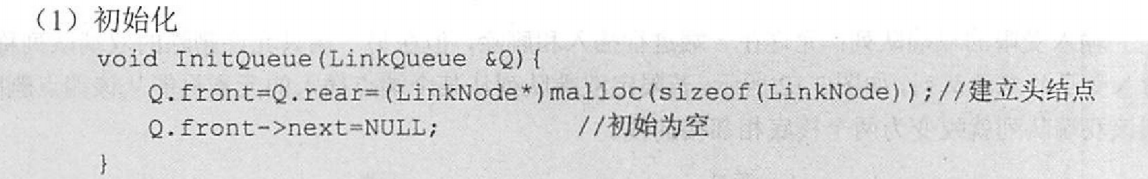 （1）初始化
void InitQueue(LinkQueue &Q){
Q.front=Q.rear=(LinkNode*)malloc(sizeof(LinkNode));//建立头结点
Q.front->next=NULL; //初始为空
}